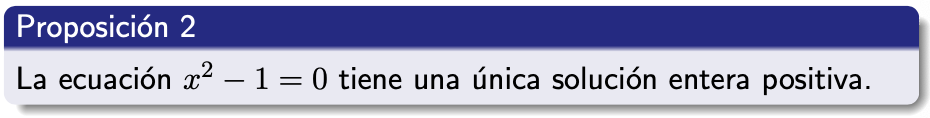 Proposición 2
La ecuación $x^2 - 1 = 0$ tiene una única solución entera positiva.